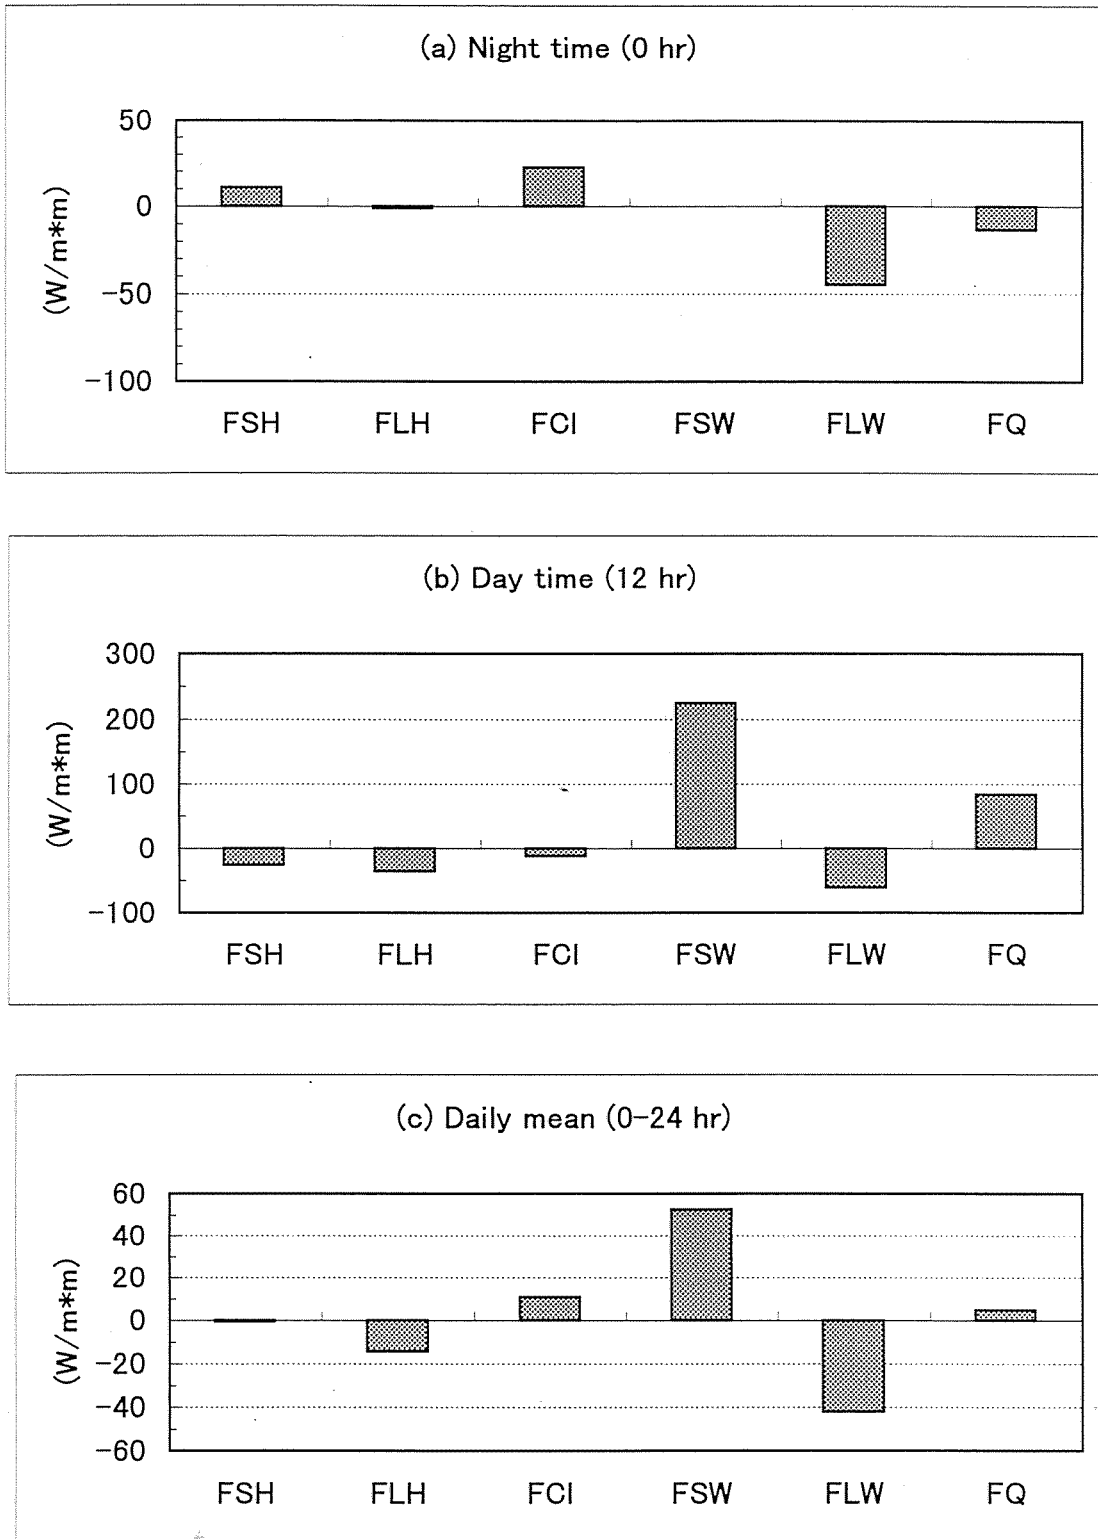 (a) Night time (0 hr)
50
0
−50
−100
(W/m*m)
FSH FLH FCI FSW FLW FQ
(b) Day time (12 hr)
300
200
100
0
−100
(W/m*m)
FSH FLH FCI FSW FLW FQ
(c) Daily mean (0−24 hr)
60
40
20
0
−20
−40
−60
(W/m*m)
FSH FLH FCI FSW FLW FQ